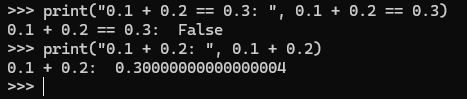 >>> print("0.1 + 0.2 == 0.3: ", 0.1 + 0.2 == 0.3)
0.1 + 0.2 == 0.3:  False
>>> print("0.1 + 0.2: ", 0.1 + 0.2)
0.1 + 0.2:  0.30000000000000004
>>>